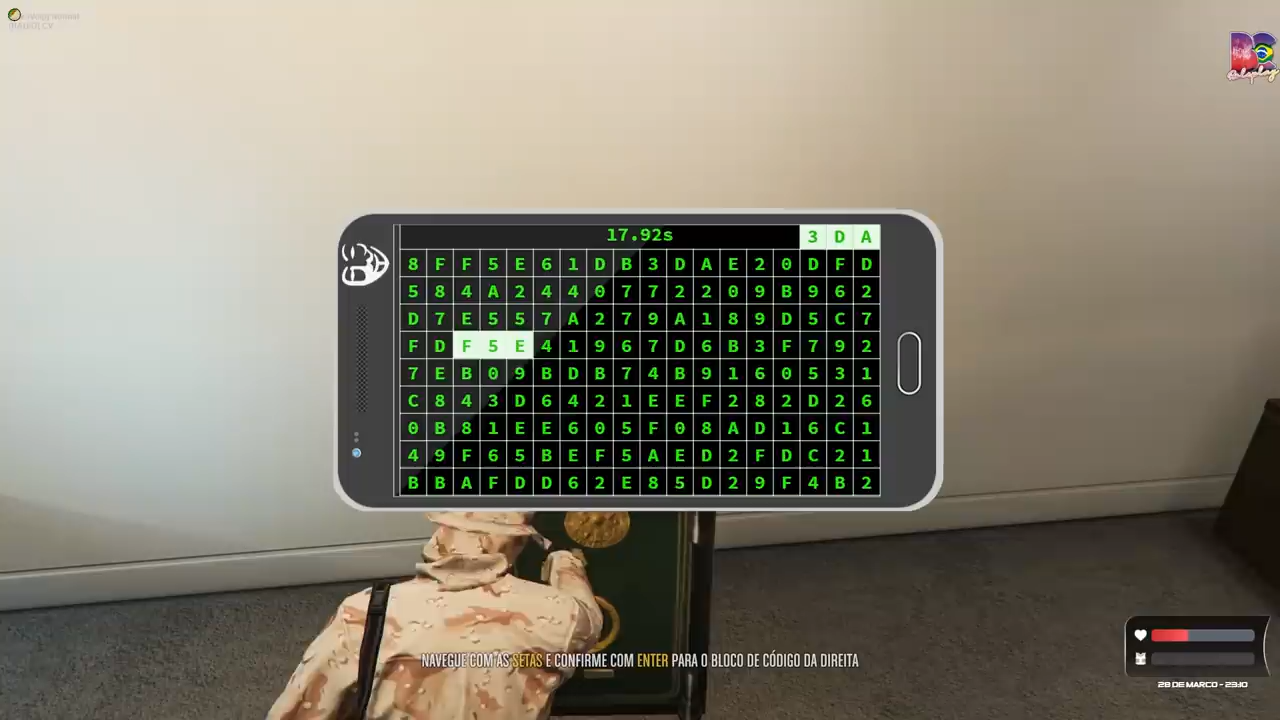 17.92s 3 D A
8 F F 5 E 6 1 D B 3 D A E 2 0 D F D
5 8 4 A 2 4 4 0 7 7 2 2 0 9 B 9 6 2
D 7 E 5 5 7 A 2 7 9 A 1 8 9 D 5 C 7
F D F 5 E 4 1 9 6 7 D 6 B 3 F 7 9 2
7 E B 0 9 B D B 7 4 B 9 1 6 0 5 3 1
C 8 4 3 D 6 4 2 1 E E F 2 8 2 D 2 6
0 B 8 1 E E 6 0 5 F 0 8 A D 1 6 C 1
4 9 F 6 5 B E F 5 A E D 2 F D C 2 1
B B A F D D 6 2 E 8 5 D 2 9 F 4 B 2
NAVEGUE COM AS SETAS E CONFIRME COM ENTER PARA O BLOCO DE CÓDIGO DA DIREITA
28 DE MARCO - 23:10